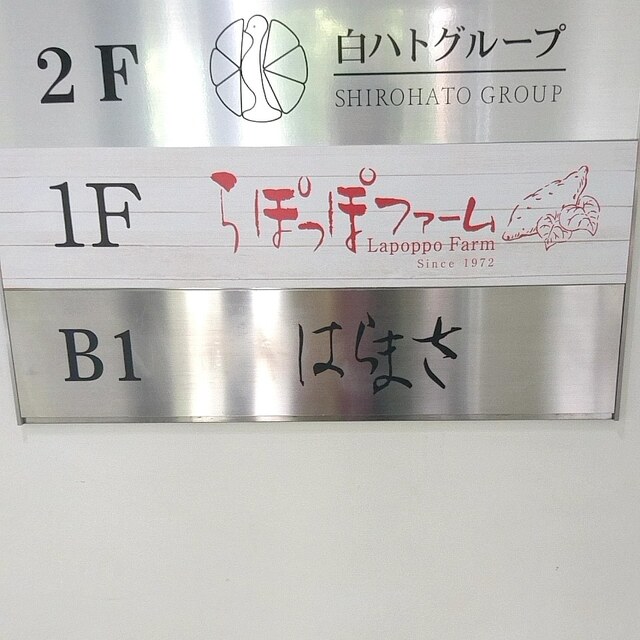 2F
白ハトグループ
SHIROHATO GROUP
1F
らぽっぽファーム
Lapoppo Farm
Since 1972
B1
はらまさ